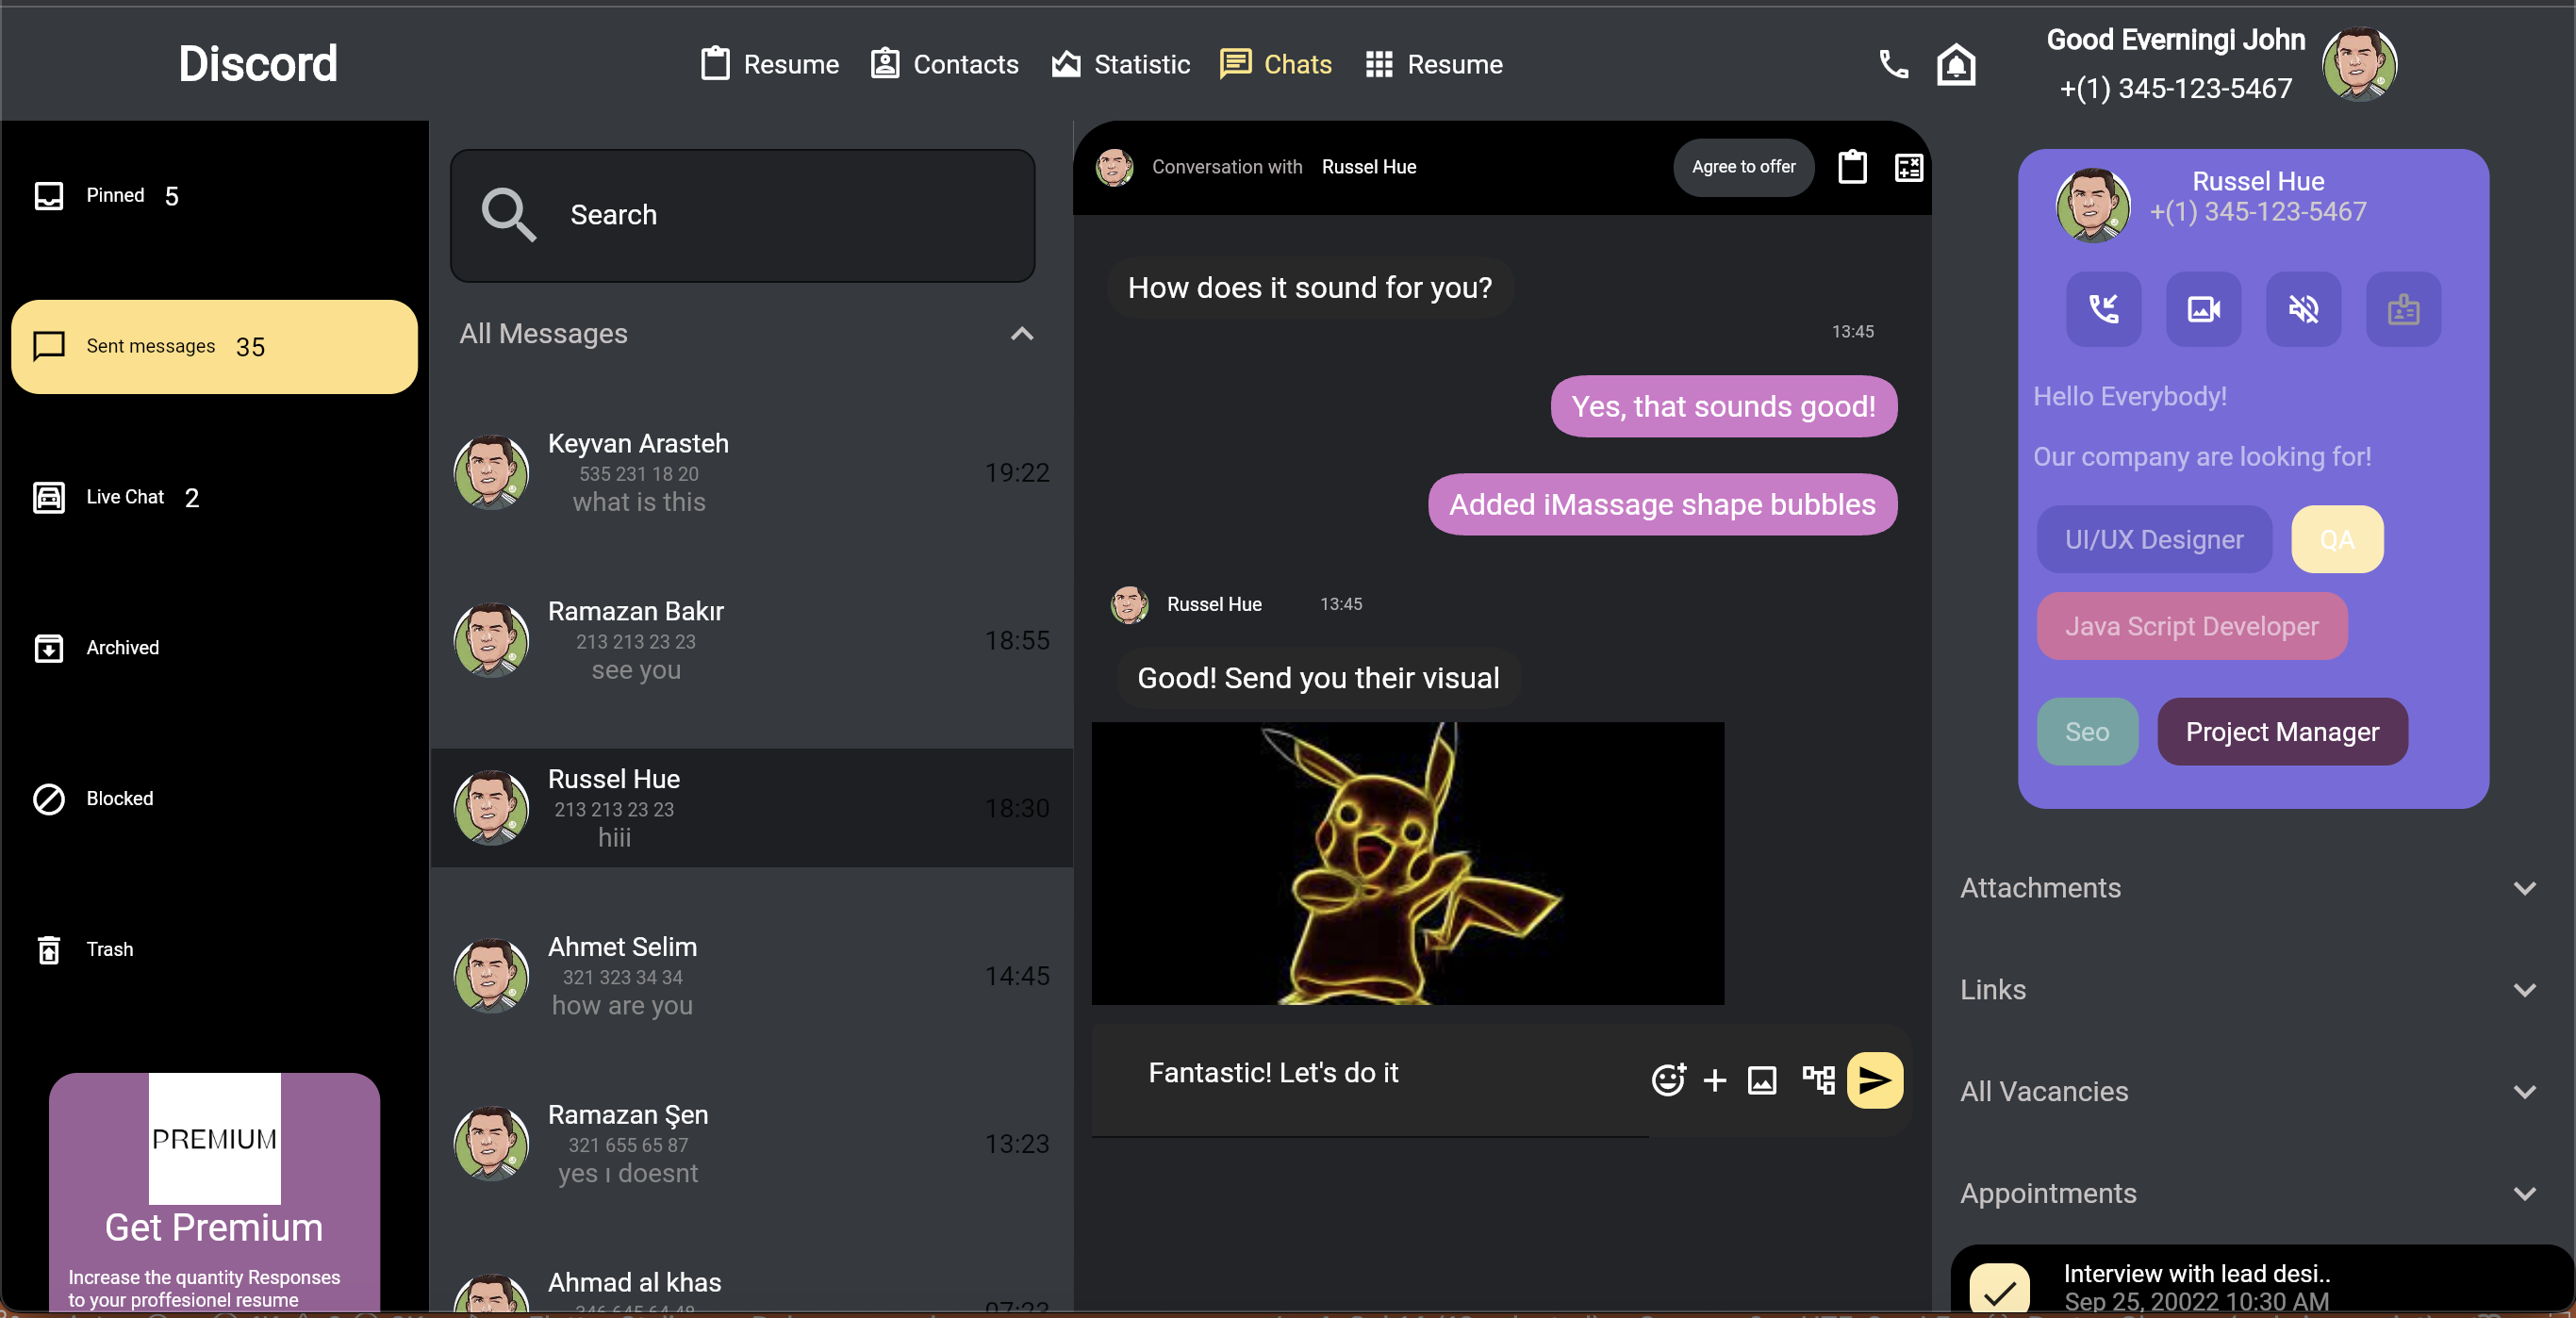 Discord
Resume
Contacts
Statistic
Chats
Resume
Good Everningi John
+(1) 345-123-5467
Pinned 5
Sent messages 35
Live Chat 2
Archived
Blocked
Trash
PREMIUM
Get Premium
Increase the quantity Responses
to your proffesionel resume
Search
All Messages
Keyvan Arasteh
535 231 18 20
what is this
19:22
Ramazan Bakır
213 213 23 23
see you
18:55
Russel Hue
213 213 23 23
hiii
18:30
Ahmet Selim
321 323 34 34
how are you
14:45
Ramazan Şen
321 655 65 87
yes ı doesnt
13:23
Ahmad al khas
346 645 64 48
07:23
Conversation with Russel Hue
Agree to offer
How does it sound for you?
13:45
Yes, that sounds good!
Added iMassage shape bubbles
Russel Hue 13:45
Good! Send you their visual
Fantastic! Let's do it
Russel Hue
+(1) 345-123-5467
Hello Everybody!
Our company are looking for!
UI/UX Designer
QA
Java Script Developer
Seo
Project Manager
Attachments
Links
All Vacancies
Appointments
Interview with lead desi..
Sep 25, 20022 10:30 AM